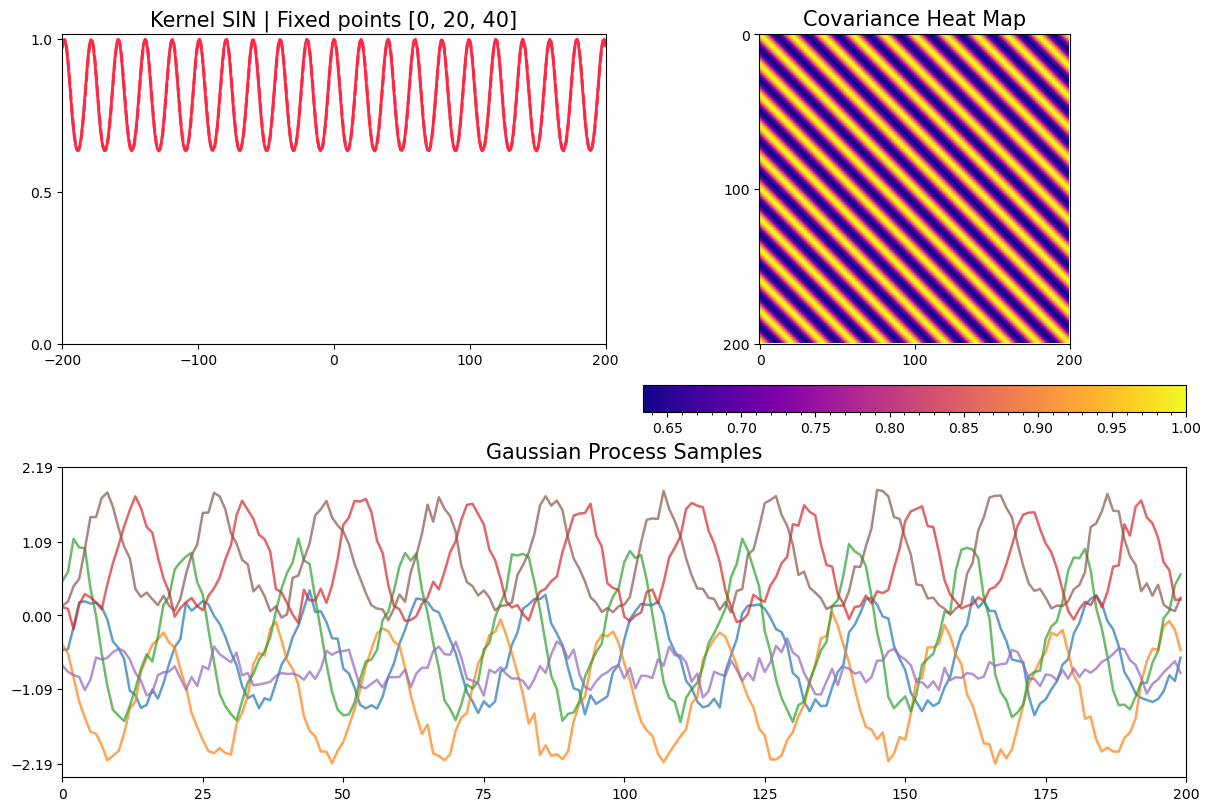 Kernel SIN | Fixed points [0, 20, 40]
1.0
0.5
0.0
−200 −100 0 100 200
Covariance Heat Map
0
100
200
0 100 200
0.65 0.70 0.75 0.80 0.85 0.90 0.95 1.00
Gaussian Process Samples
2.19
1.09
0.00
−1.09
−2.19
0 25 50 75 100 125 150 175 200